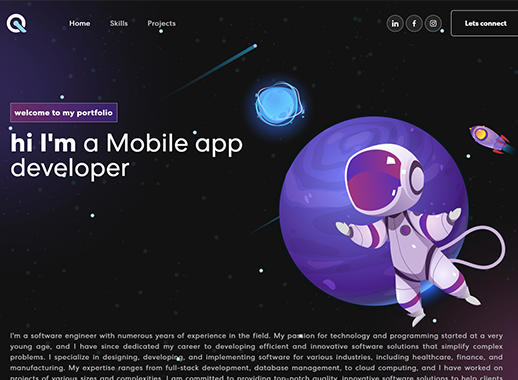 Home Skills Projects Lets connect
welcome to my portfolio
hi I'm a Mobile app
developer
I'm a software engineer with numerous years of experience in the field. My passion for technology and programming started at a very
young age, and I have since dedicated my career to developing efficient and innovative software solutions that simplify complex
problems. I specialize in designing, developing, and implementing software for various industries, including healthcare, finance, and
manufacturing. My expertise ranges from full-stack development, database management, to cloud computing, and I have worked on
projects of various sizes and complexities. I am committed to providing top-notch quality, innovative software solutions to help clients